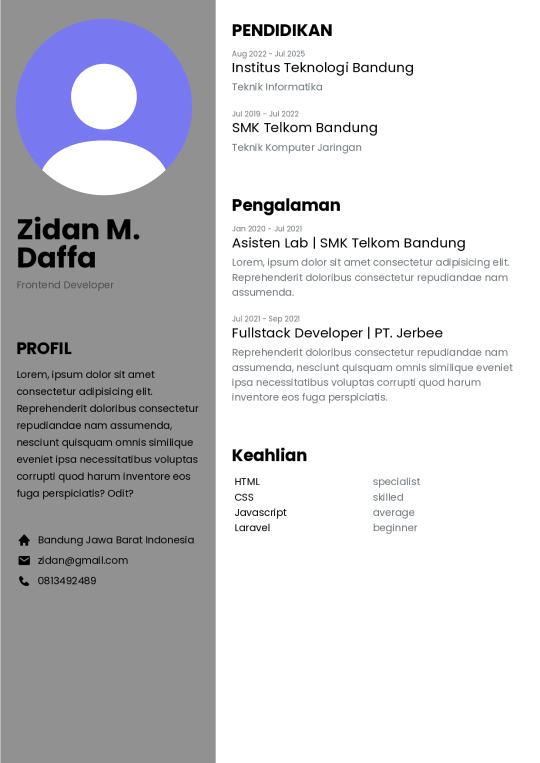 Zidan M.
Daffa
Frontend Developer
PROFIL
Lorem, ipsum dolor sit amet
consectetur adipisicing elit.
Reprehenderit doloribus consectetur
repudiandae nam assumenda,
nesciunt quisquam omnis similique
eveniet ipsa necessitatibus voluptas
corrupti quod harum inventore eos
fuga perspiciatis? Odit?
Bandung Jawa Barat Indonesia
zidan@gmail.com
0813492489
PENDIDIKAN
Aug 2022 - Jul 2025
Institus Teknologi Bandung
Teknik Informatika
Jul 2019 - Jul 2022
SMK Telkom Bandung
Teknik Komputer Jaringan
Pengalaman
Jan 2020 - Jul 2021
Asisten Lab | SMK Telkom Bandung
Lorem, ipsum dolor sit amet consectetur adipisicing elit.
Reprehenderit doloribus consectetur repudiandae nam
assumenda.
Jul 2021 - Sep 2021
Fullstack Developer | PT. Jerbee
Reprehenderit doloribus consectetur repudiandae nam
assumenda, nesciunt quisquam omnis similique eveniet
ipsa necessitatibus voluptas corrupti quod harum
inventore eos fuga perspiciatis.
Keahlian
HTML specialist
CSS skilled
Javascript average
Laravel beginner